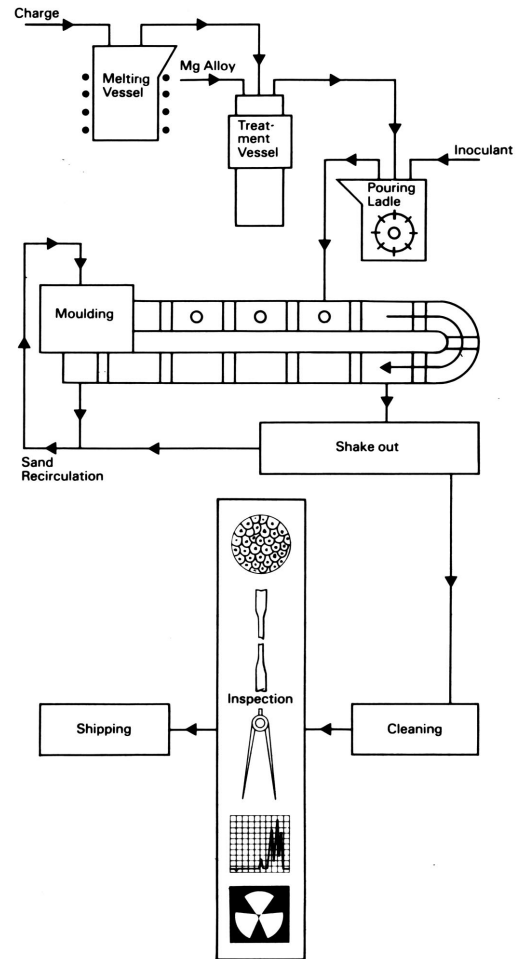 Charge
Melting
Vessel
Mg Alloy
Treat-
ment
Vessel
Inoculant
Pouring
Ladle
Moulding
Shake out
Sand
Recirculation
Inspection
Shipping
Cleaning